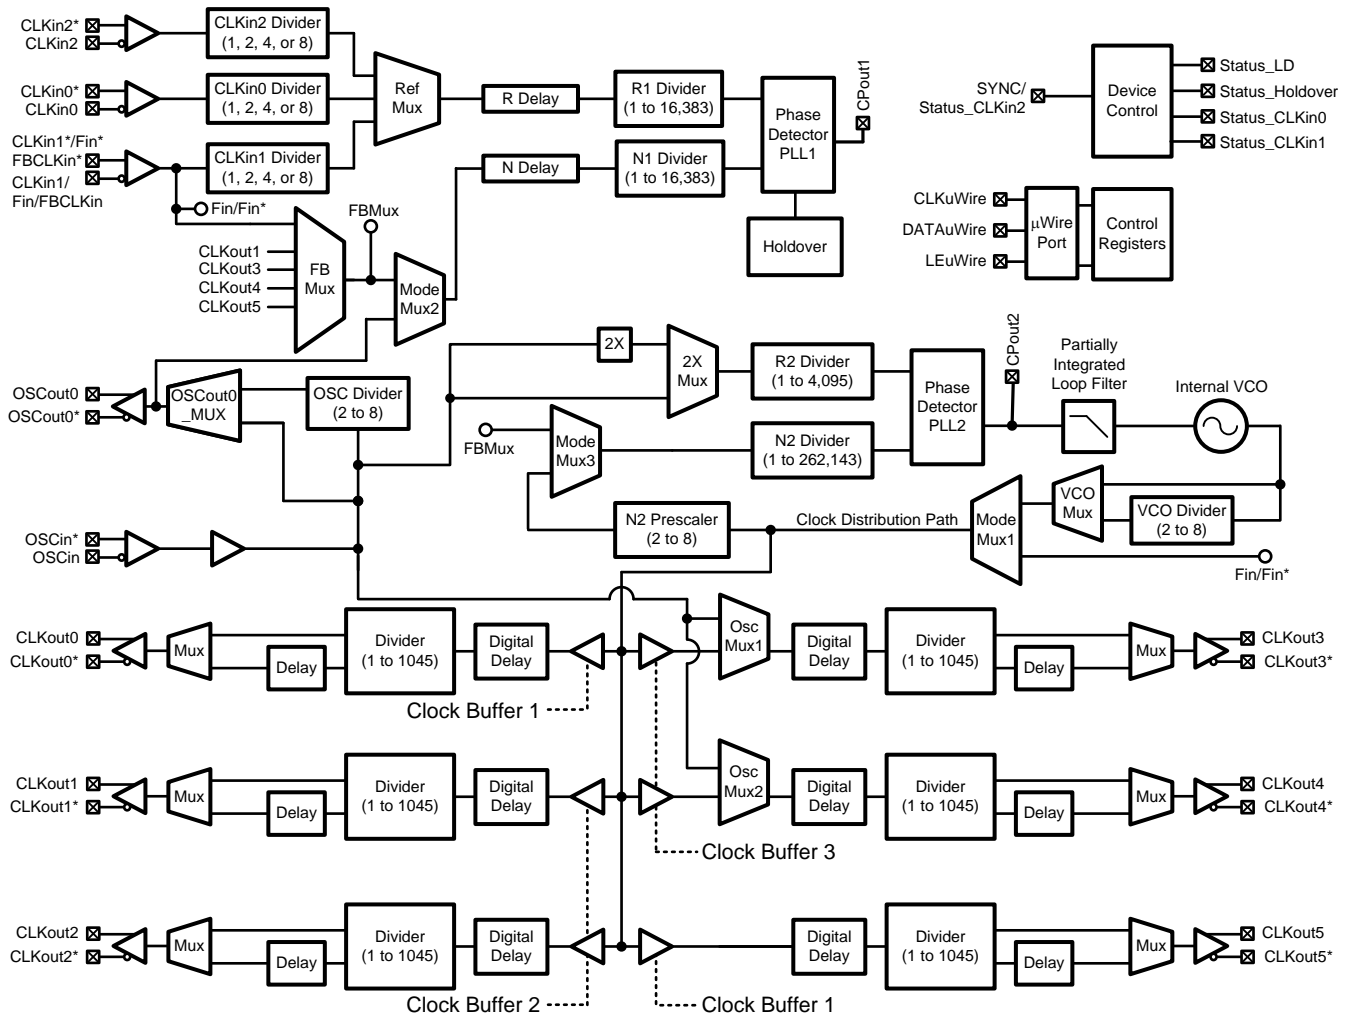 CLKin2*
CLKin2
CLKin2 Divider
(1, 2, 4, or 8)
CLKin0*
CLKin0
CLKin0 Divider
(1, 2, 4, or 8)
CLKin1*/Fin*
FBCLKin*
CLKin1/
Fin/FBCLKin
CLKin1 Divider
(1, 2, 4, or 8)
Fin/Fin*
Ref
Mux
R Delay
R1 Divider
(1 to 16,383)
N Delay
N1 Divider
(1 to 16,383)
Phase
Detector
PLL1
CPout1
Holdover
SYNC/
Status_CLKin2
Device
Control
Status_LD
Status_Holdover
Status_CLKin0
Status_CLKin1
CLKuWire
DATAuWire
LEuWire
µWire
Port
Control
Registers
FBMux
CLKout1
CLKout3
CLKout4
CLKout5
FB
Mux
Mode
Mux2
OSCout0
OSCout0*
OSCout0
_MUX
OSC Divider
(2 to 8)
2X
2X
Mux
R2 Divider
(1 to 4,095)
Phase
Detector
PLL2
CPout2
Partially
Integrated
Loop Filter
Internal VCO
FBMux
Mode
Mux3
N2 Divider
(1 to 262,143)
N2 Prescaler
(2 to 8)
Clock Distribution Path
Mode
Mux1
VCO
Mux
VCO Divider
(2 to 8)
Fin/Fin*
OSCin*
OSCin
CLKout0
CLKout0*
Mux
Delay
Divider
(1 to 1045)
Digital
Delay
Osc
Mux1
Digital
Delay
Divider
(1 to 1045)
Delay
Mux
CLKout3
CLKout3*
Clock Buffer 1
CLKout1
CLKout1*
Mux
Delay
Divider
(1 to 1045)
Digital
Delay
Osc
Mux2
Digital
Delay
Divider
(1 to 1045)
Delay
Mux
CLKout4
CLKout4*
Clock Buffer 3
CLKout2
CLKout2*
Mux
Delay
Divider
(1 to 1045)
Digital
Delay
Digital
Delay
Divider
(1 to 1045)
Delay
Mux
CLKout5
CLKout5*
Clock Buffer 2
Clock Buffer 1